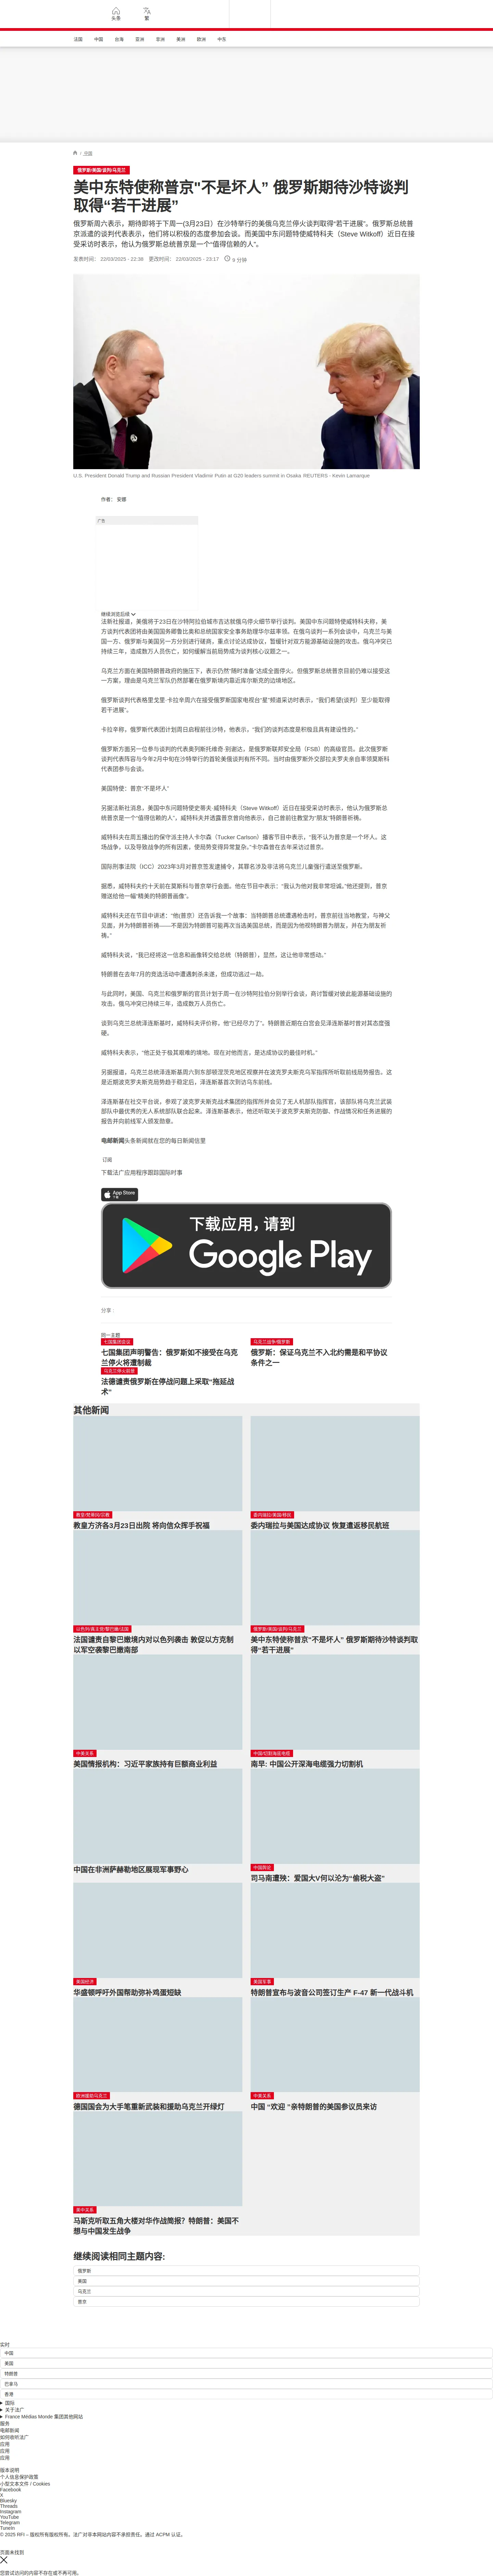 头条
繁
法国
中国
台海
亚洲
非洲
美洲
欧洲
中东
/ 中国
俄罗斯/美国/谈判/乌克兰
美中东特使称普京"不是坏人” 俄罗斯期待沙特谈判取得“若干进展”
俄罗斯周六表示，期待即将于下周一(3月23日）在沙特举行的美俄乌克兰停火谈判取得“若干进展”。俄罗斯总统普京派遣的谈判代表表示，他们将以积极的态度参加会谈。而美国中东问题特使威特科夫（Steve Witkoff）近日在接受采访时表示，他认为俄罗斯总统普京是一个“值得信赖的人”。
发表时间： 22/03/2025 - 22:38 更改时间： 22/03/2025 - 23:17 9 分钟
U.S. President Donald Trump and Russian President Vladimir Putin at G20 leaders summit in Osaka REUTERS - Kevin Lamarque
作者： 安娜
广告
继续浏览后续
法新社报道，美俄将于23日在沙特阿拉伯城市吉达就俄乌停火细节举行谈判。美国中东问题特使威特科夫称，美方谈判代表团将由美国国务卿鲁比奥和总统国家安全事务助理华尔兹率领。在俄乌谈判一系列会谈中，乌克兰与美国一方，俄罗斯与美国另一方分别进行磋商，重点讨论达成协议，暂缓针对双方能源基础设施的攻击。俄乌冲突已持续三年，造成数万人员伤亡，如何缓解当前局势成为谈判核心议题之一。
乌克兰方面在美国特朗普政府的施压下，表示仍然“随时准备”达成全面停火。但俄罗斯总统普京目前仍难以接受这一方案，理由是乌克兰军队仍然部署在俄罗斯境内靠近库尔斯克的边境地区。
俄罗斯谈判代表格里戈里·卡拉辛周六在接受俄罗斯国家电视台“星”频道采访时表示，“我们希望(谈判）至少能取得若干进展”。
卡拉辛称，俄罗斯代表团计划周日启程前往沙特，他表示，“我们的谈判态度是积极且具有建设性的。”
俄罗斯方面另一位参与谈判的代表奥列斯托维奇·别谢达，是俄罗斯联邦安全局（FSB）的高级官员。此次俄罗斯谈判代表阵容与今年2月中旬在沙特举行的首轮美俄谈判有所不同。当时由俄罗斯外交部拉夫罗夫亲自率领莫斯科代表团参与会谈。
美国特使：普京“不是坏人”
另据法新社消息，美国中东问题特使史蒂夫·威特科夫（Steve Witkoff）近日在接受采访时表示，他认为俄罗斯总统普京是一个“值得信赖的人”。威特科夫并透露普京曾向他表示，自己曾前往教堂为“朋友”特朗普祈祷。
威特科夫在周五播出的保守派主持人卡尔森（Tucker Carlson）播客节目中表示，“我不认为普京是一个坏人。这场战争，以及导致战争的所有因素，使局势变得异常复杂。”卡尔森曾在去年采访过普京。
国际刑事法院（ICC）2023年3月对普京签发逮捕令，其罪名涉及非法将乌克兰儿童强行遣送至俄罗斯。
据悉，威特科夫约十天前在莫斯科与普京举行会面。他在节目中表示：“我认为他对我非常坦诚。”他还提到，普京赠送给他一幅“精美的特朗普画像”。
威特科夫还在节目中讲述：“他(普京）还告诉我一个故事：当特朗普总统遭遇枪击时，普京前往当地教堂，与神父见面，并为特朗普祈祷——不是因为特朗普可能再次当选美国总统，而是因为他视特朗普为朋友，并在为朋友祈祷。”
威特科夫说，“我已经将这一信息和画像转交给总统（特朗普），显然，这让他非常感动。”
特朗普在去年7月的竞选活动中遭遇刺杀未遂，但成功逃过一劫。
与此同时，美国、乌克兰和俄罗斯的官员计划于周一在沙特阿拉伯分别举行会谈，商讨暂缓对彼此能源基础设施的攻击。俄乌冲突已持续三年，造成数万人员伤亡。
谈到乌克兰总统泽连斯基时，威特科夫评价称，他“已经尽力了”。特朗普近期在白宫会见泽连斯基时曾对其态度强硬。
威特科夫表示，“他正处于极其艰难的境地。现在对他而言，是达成协议的最佳时机。”
另据报道，乌克兰总统泽连斯基周六到东部顿涅茨克地区视察并在波克罗夫斯克乌军指挥所听取前线局势报告。这是近期波克罗夫斯克局势趋于稳定后，泽连斯基首次到访乌东前线。
泽连斯基在社交平台说，参观了波克罗夫斯克战术集团的指挥所并会见了无人机部队指挥官，该部队将乌克兰武装部队中最优秀的无人系统部队联合起来。泽连斯基表示，他还听取关于波克罗夫斯克防御、作战情况和任务进展的报告并向前线军人颁发勋章。
电邮新闻头条新闻就在您的每日新闻信里
订阅
下载法广应用程序跟踪国际时事
App Store
下载
下载应用，请到
Google Play
分享 :
同一主题
七国集团会议
七国集团声明警告：俄罗斯如不接受在乌克兰停火将遭制裁
乌克兰战争/俄罗斯
俄罗斯：保证乌克兰不入北约需是和平协议条件之一
乌克兰停火前景
法德谴责俄罗斯在停战问题上采取“拖延战术”
其他新闻
教皇/梵蒂冈/宗教
教皇方济各3月23日出院 将向信众挥手祝福
委内瑞拉/美国/移民
委内瑞拉与美国达成协议 恢复遣返移民航班
以色列/真主党/黎巴嫩/法国
法国谴责自黎巴嫩境内对以色列袭击 敦促以方克制 以军空袭黎巴嫩南部
俄罗斯/美国/谈判/乌克兰
美中东特使称普京"不是坏人” 俄罗斯期待沙特谈判取得“若干进展”
中美关系
美国情报机构：习近平家族持有巨额商业利益
中国/切割海底电缆
南早: 中国公开深海电缆强力切割机
中国在非洲萨赫勒地区展现军事野心
中国舆论
司马南遭殃：爱国大V何以沦为“偷税大盗”
美国经济
华盛顿呼吁外国帮助弥补鸡蛋短缺
美国军事
特朗普宣布与波音公司签订生产 F-47 新一代战斗机
欧洲援助乌克兰
德国国会为大手笔重新武装和援助乌克兰开绿灯
中美关系
中国 “欢迎 ”亲特朗普的美国参议员来访
美中关系
马斯克听取五角大楼对华作战简报？特朗普：美国不想与中国发生战争
继续阅读相同主题内容:
俄罗斯
美国
乌克兰
普京
实时
中国
美国
特朗普
巴拿马
香港
国际
关于法广
France Médias Monde 集团其他网站
服务
电邮新闻
如何收听法广
应用
应用
应用
版本说明
个人信息保护政策
小型文本文件 / Cookies
Facebook
X
Bluesky
Threads
Instagram
YouTube
Telegram
TuneIn
© 2025 RFI – 版权所有版权所有。法广对非本网站内容不承担责任。通过 ACPM 认证。
页面未找到
您尝试访问的内容不存在或不再可用。